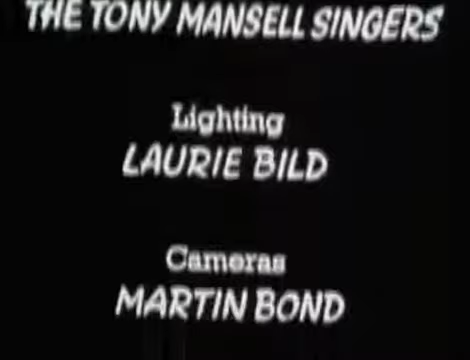 THE TONY MANSELL SINGERS
Lighting
LAURIE BILD
Cameras
MARTIN BOND